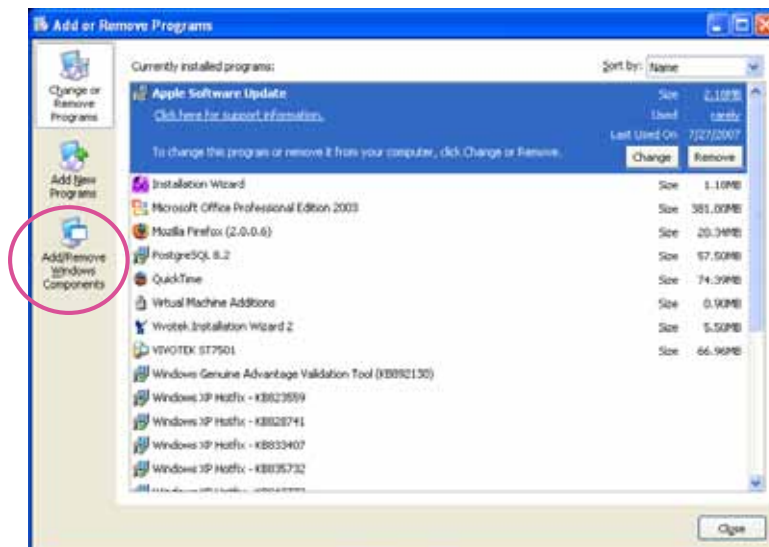 Add or Remove Programs
Change or
Remove
Programs
Add New
Programs
Add/Remove
Windows
Components
Currently installed programs:
Sort by: Name
Apple Software Update Size 2.18MB
Click here for support information. Used rarely
Last Used On 7/27/2007
To change this program or remove it from your computer, click Change or Remove. Change Remove
Installation Wizard Size 1.18MB
Microsoft Office Professional Edition 2003 Size 381.00MB
Mozilla Firefox (2.0.0.6) Size 20.34MB
PostgreSQL 8.2 Size 57.50MB
QuickTime Size 74.39MB
Virtual Machine Additions Size 0.90MB
Vivotek Installation Wizard 2 Size 5.50MB
VIVOTEK ST7501 Size 66.96MB
Windows Genuine Advantage Validation Tool (KB892130)
Windows XP Hotfix - KB823559
Windows XP Hotfix - KB828741
Windows XP Hotfix - KB833407
Windows XP Hotfix - KB835732
Close